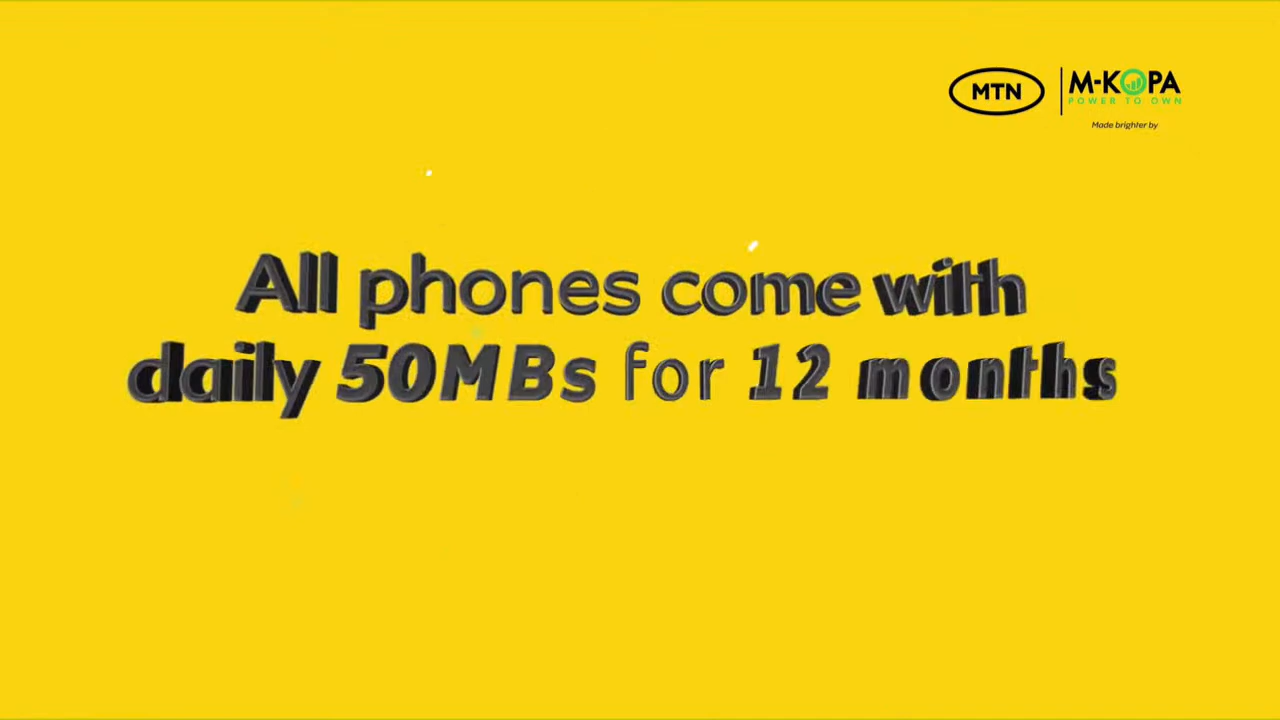 MTN
M-KOPA
POWER TO OWN
Made brighter by
All phones come with
daily 50MBs for 12 months